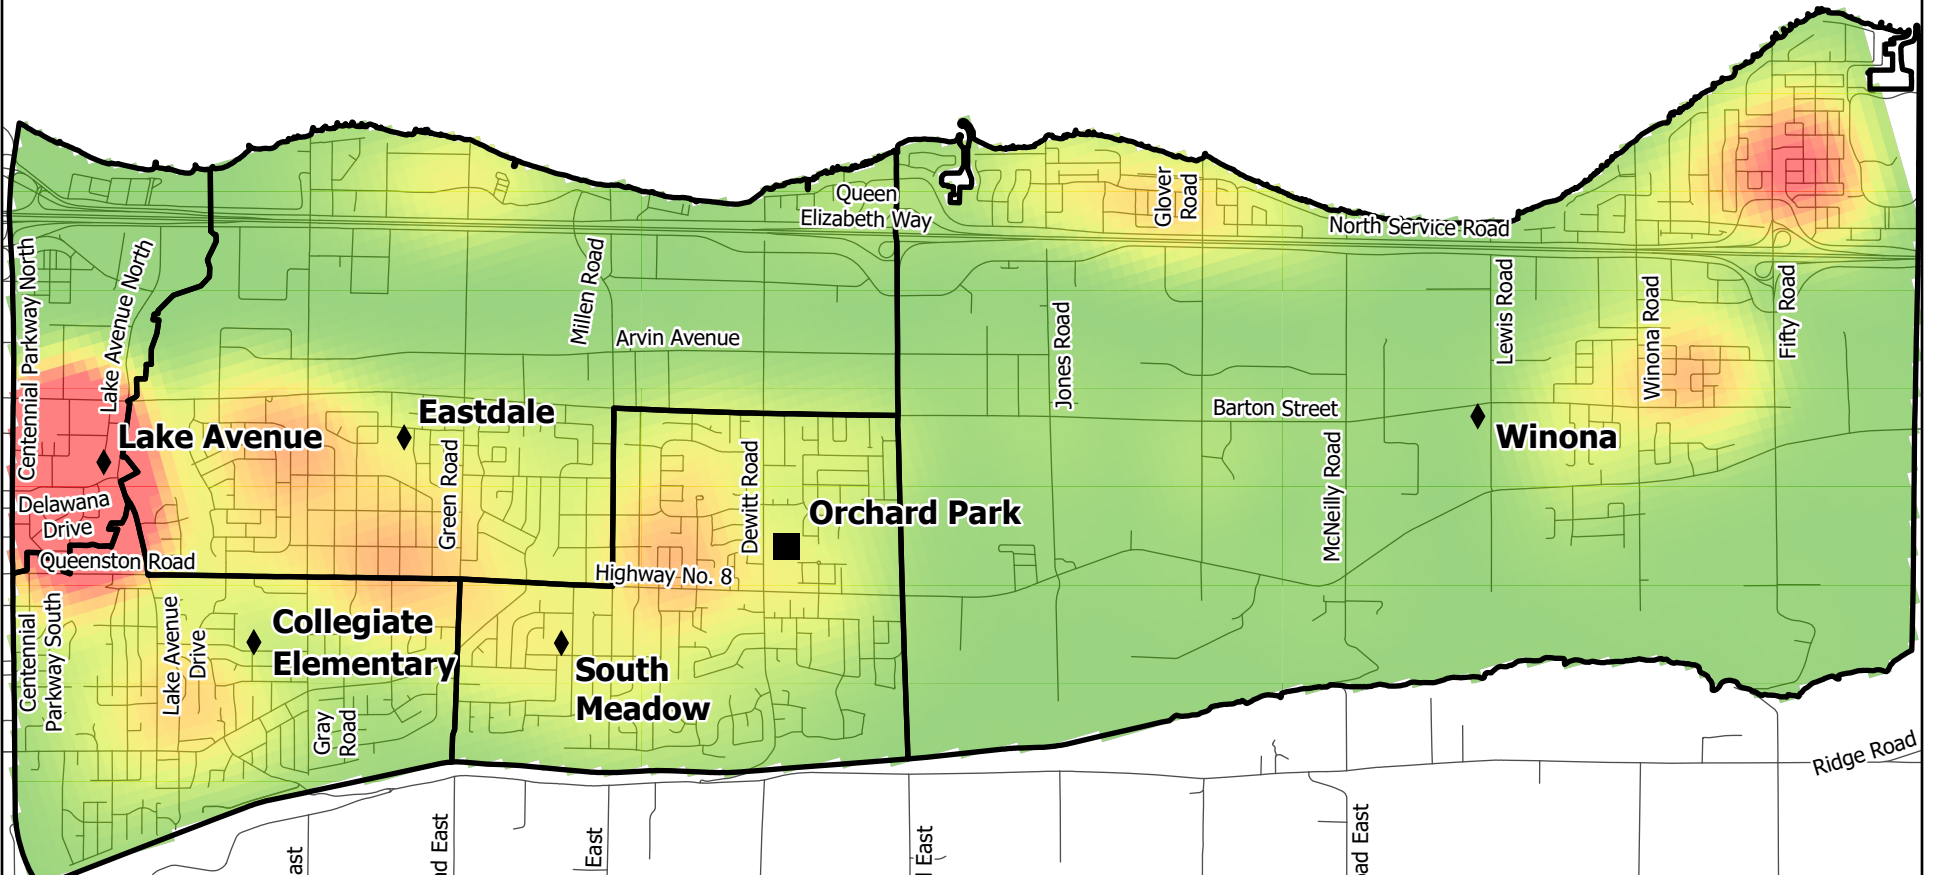 Queen
Elizabeth Way
Glover
Road
North Service Road
Centennial Parkway North
Lake Avenue North
Millen Road
Arvin Avenue
Jones Road
Lewis Road
Winona Road
Fifty Road
Barton Street
Eastdale
Lake Avenue
Green Road
Dewitt Road
McNeilly Road
Winona
Delawana
Drive
Orchard Park
Queenston Road
Highway No. 8
Centennial
Parkway South
Lake Avenue
Drive
Collegiate
Elementary
South
Meadow
Gray
Road
Ridge Road
East
East